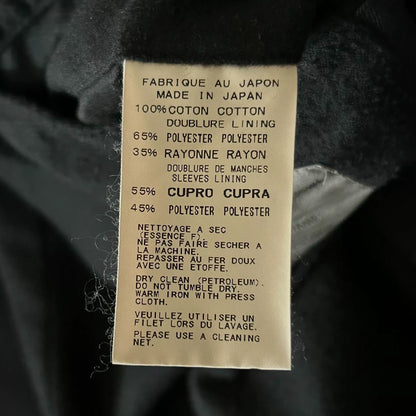 FABRIQUE AU JAPON
MADE IN JAPAN
100% COTON COTTON
DOUBLURE LINING
65% POLYESTER POLYESTER
35% RAYONNE RAYON
DOUBLURE DE MANCHES
SLEEVES LINING
55% CUPRO CUPRA
45% POLYESTER POLYESTER
NETTOYAGE A SEC
(ESSENCE F).
NE PAS FAIRE SECHER A
LA MACHINE.
REPASSER AU FER DOUX
AVEC UNE ETOFFE.
DRY CLEAN (PETROLEUM).
DO NOT TUMBLE DRY.
WARM IRON WITH PRESS
CLOTH.
VEUILLEZ UTILISER UN
FILET LORS DU LAVAGE.
PLEASE USE A CLEANING
NET.